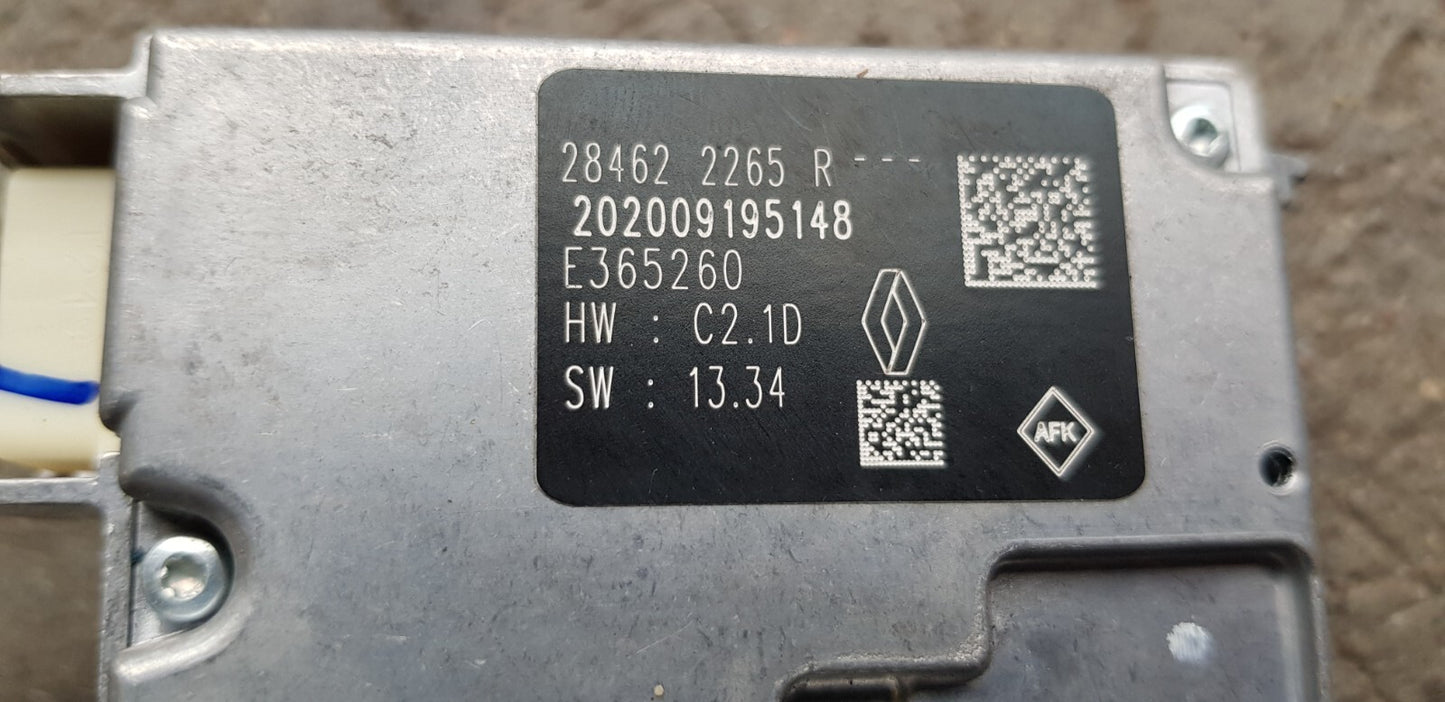 28462 2265 R ---
202009195148
E365260
HW : C2.1D
SW : 13.34
AFK